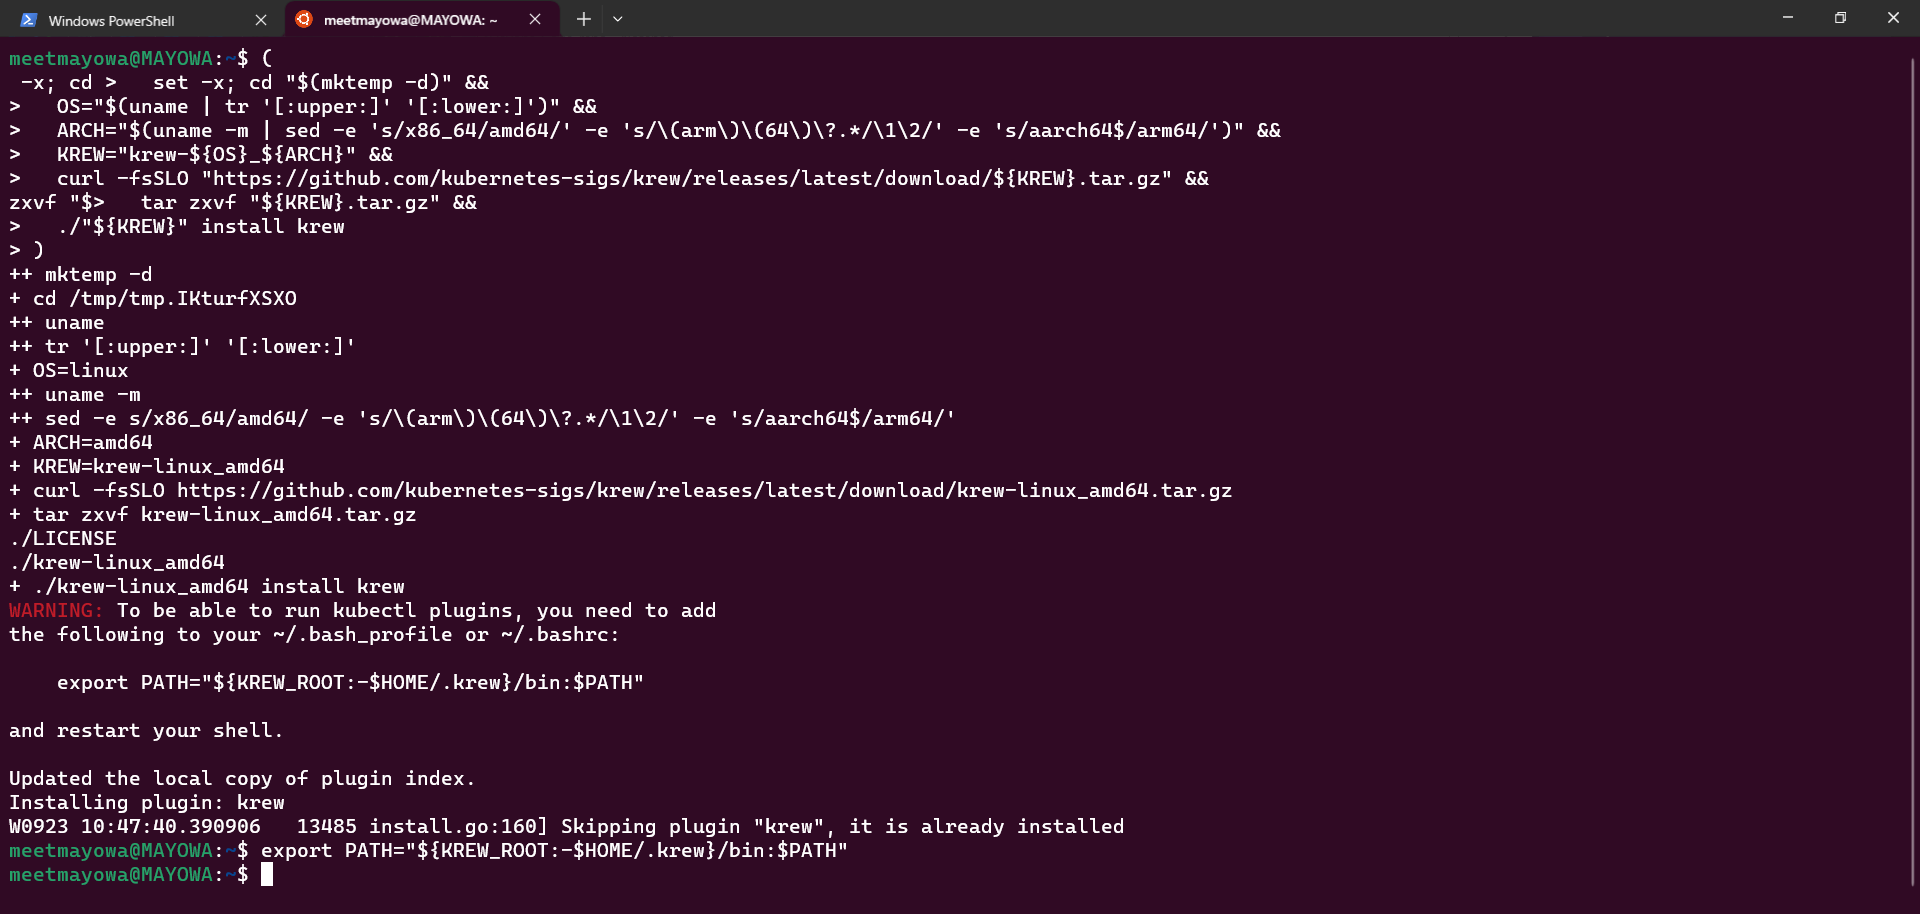 Windows PowerShell
meetmayowa@MAYOWA: ~
meetmayowa@MAYOWA:~$ (
 -x; cd >   set -x; cd "$(mktemp -d)" &&
>   OS="$(uname | tr '[:upper:]' '[:lower:]')" &&
>   ARCH="$(uname -m | sed -e 's/x86_64/amd64/' -e 's/\(arm\)\(64\)\?.*/\1\2/' -e 's/aarch64$/arm64/')" &&
>   KREW="krew-${OS}_${ARCH}" &&
>   curl -fsSLO "https://github.com/kubernetes-sigs/krew/releases/latest/download/${KREW}.tar.gz" &&
zxvf "$>   tar zxvf "${KREW}.tar.gz" &&
>   ./"${KREW}" install krew
> )
++ mktemp -d
+ cd /tmp/tmp.IKturfXSXO
++ uname
++ tr '[:upper:]' '[:lower:]'
+ OS=linux
++ uname -m
++ sed -e s/x86_64/amd64/ -e 's/\(arm\)\(64\)\?.*/\1\2/' -e 's/aarch64$/arm64/'
+ ARCH=amd64
+ KREW=krew-linux_amd64
+ curl -fsSLO https://github.com/kubernetes-sigs/krew/releases/latest/download/krew-linux_amd64.tar.gz
+ tar zxvf krew-linux_amd64.tar.gz
./LICENSE
./krew-linux_amd64
+ ./krew-linux_amd64 install krew
WARNING: To be able to run kubectl plugins, you need to add
the following to your ~/.bash_profile or ~/.bashrc:
    export PATH="${KREW_ROOT:-$HOME/.krew}/bin:$PATH"
and restart your shell.
Updated the local copy of plugin index.
Installing plugin: krew
W0923 10:47:40.390906   13485 install.go:160] Skipping plugin "krew", it is already installed
meetmayowa@MAYOWA:~$ export PATH="${KREW_ROOT:-$HOME/.krew}/bin:$PATH"
meetmayowa@MAYOWA:~$